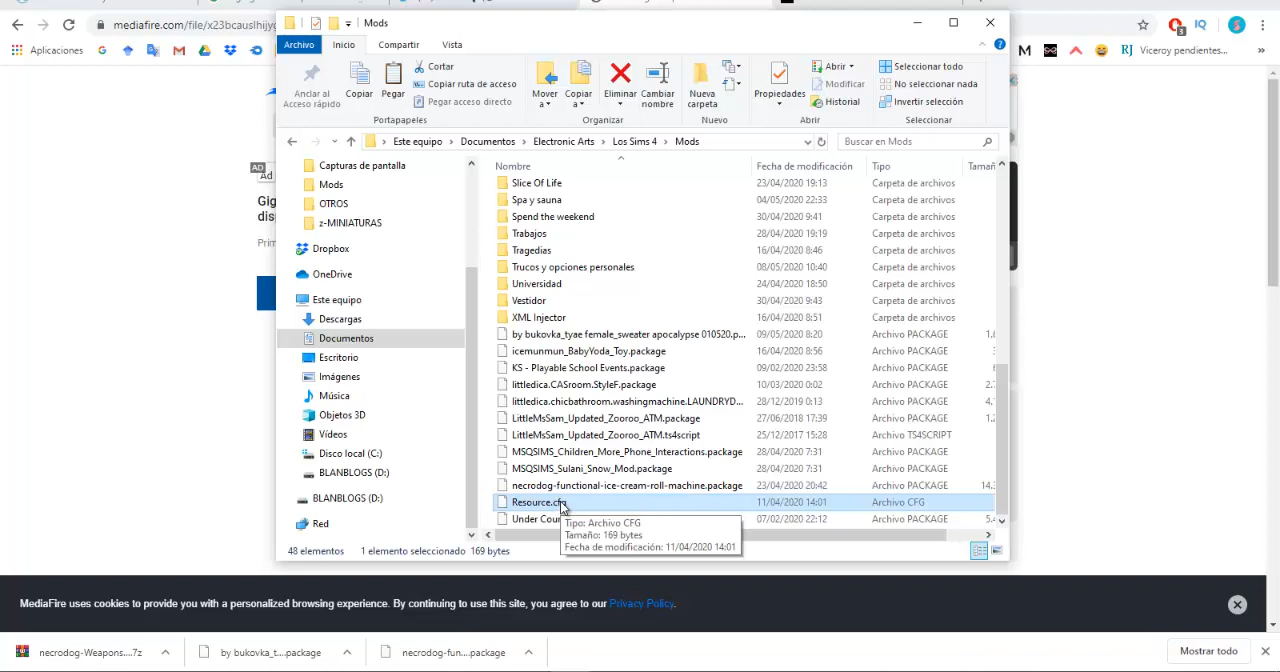 mediafire.com/file/x23bcauslhijyg
Mods
3
IQ
S
Aplicaciones
G
M
RJ
Viceroy pendientes...
»
Archivo
Inicio
Compartir
Vista
Anclar al
Acceso rápido
Copiar
Pegar
Cortar
Copiar ruta de acceso
Pegar acceso directo
Portapapeles
Mover
a
Copiar
a
Eliminar
Cambiar
nombre
Organizar
Nueva
carpeta
Nuevo
Propiedades
Abrir
Modificar
Historial
Abrir
Seleccionar todo
No seleccionar nada
Invertir selección
Seleccionar
Este equipo > Documentos > Electronic Arts > Los Sims 4 > Mods
Buscar en Mods
AD
Ad
Gig
dis
Prim
Capturas de pantalla
Mods
OTROS
z-MINIATURAS
Dropbox
OneDrive
Este equipo
Descargas
Documentos
Escritorio
Imágenes
Música
Objetos 3D
Vídeos
Disco local (C:)
BLANBLOGS (D:)
BLANBLOGS (D:)
Red
Nombre Fecha de modificación Tipo Tamañ
Slice Of Life 23/04/2020 19:13 Carpeta de archivos
Spa y sauna 04/05/2020 22:33 Carpeta de archivos
Spend the weekend 30/04/2020 9:41 Carpeta de archivos
Trabajos 28/04/2020 19:19 Carpeta de archivos
Tragedias 16/04/2020 8:46 Carpeta de archivos
Trucos y opciones personales 08/05/2020 10:40 Carpeta de archivos
Universidad 24/04/2020 18:50 Carpeta de archivos
Vestidor 30/04/2020 9:43 Carpeta de archivos
XML Injector 16/04/2020 8:51 Carpeta de archivos
by bukovka_tyae female_sweater apocalypse 010520.p... 09/05/2020 8:20 Archivo PACKAGE
icemunmun_BabyYoda_Toy.package 16/04/2020 8:56 Archivo PACKAGE
KS - Playable School Events.package 09/02/2020 23:58 Archivo PACKAGE
littledica.CASroom.StyleF.package 10/03/2020 0:02 Archivo PACKAGE 2.
littledica.chicbathroom.washingmachine.LAUNDRYD... 28/12/2019 0:13 Archivo PACKAGE 4.
LittleMsSam_Updated_Zooroo_ATM.package 27/06/2018 17:39 Archivo PACKAGE 1.
LittleMsSam_Updated_Zooroo_ATM.ts4script 25/12/2017 15:28 Archivo TS4SCRIPT
MSQSIMS_Children_More_Phone_Interactions.package 28/04/2020 7:31 Archivo PACKAGE
MSQSIMS_Sulani_Snow_Mod.package 28/04/2020 7:31 Archivo PACKAGE
necrodog-functional-ice-cream-roll-machine.package 23/04/2020 20:42 Archivo PACKAGE 14.
Resource.cfg 11/04/2020 14:01 Archivo CFG
Under Cour 07/02/2020 22:12 Archivo PACKAGE 5.
Tipo: Archivo CFG
Tamaño: 169 bytes
Fecha de modificación: 11/04/2020 14:01
48 elementos 1 elemento seleccionado 169 bytes
MediaFire uses cookies to provide you with a personalized browsing experience. By continuing to use this site, you agree to our Privacy Policy.
necrodog-Weapons....7z
by bukovka_t....package
necrodog-fun....package
Mostrar todo